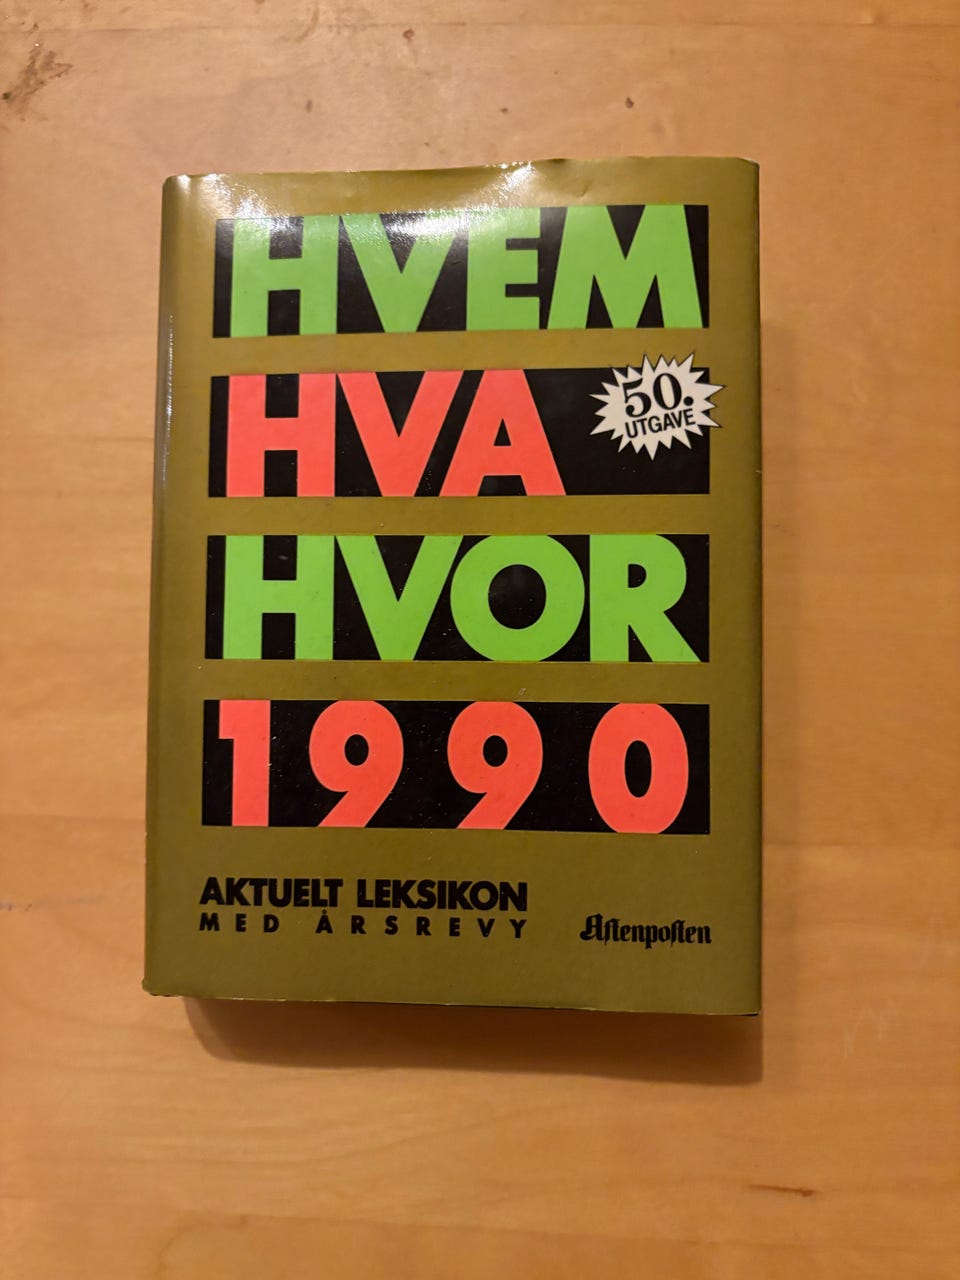 HVEM
HVA
50.
UTGAVE
HVOR
1990
AKTUELT LEKSIKON
MED ÅRSREVY
Aftenposten